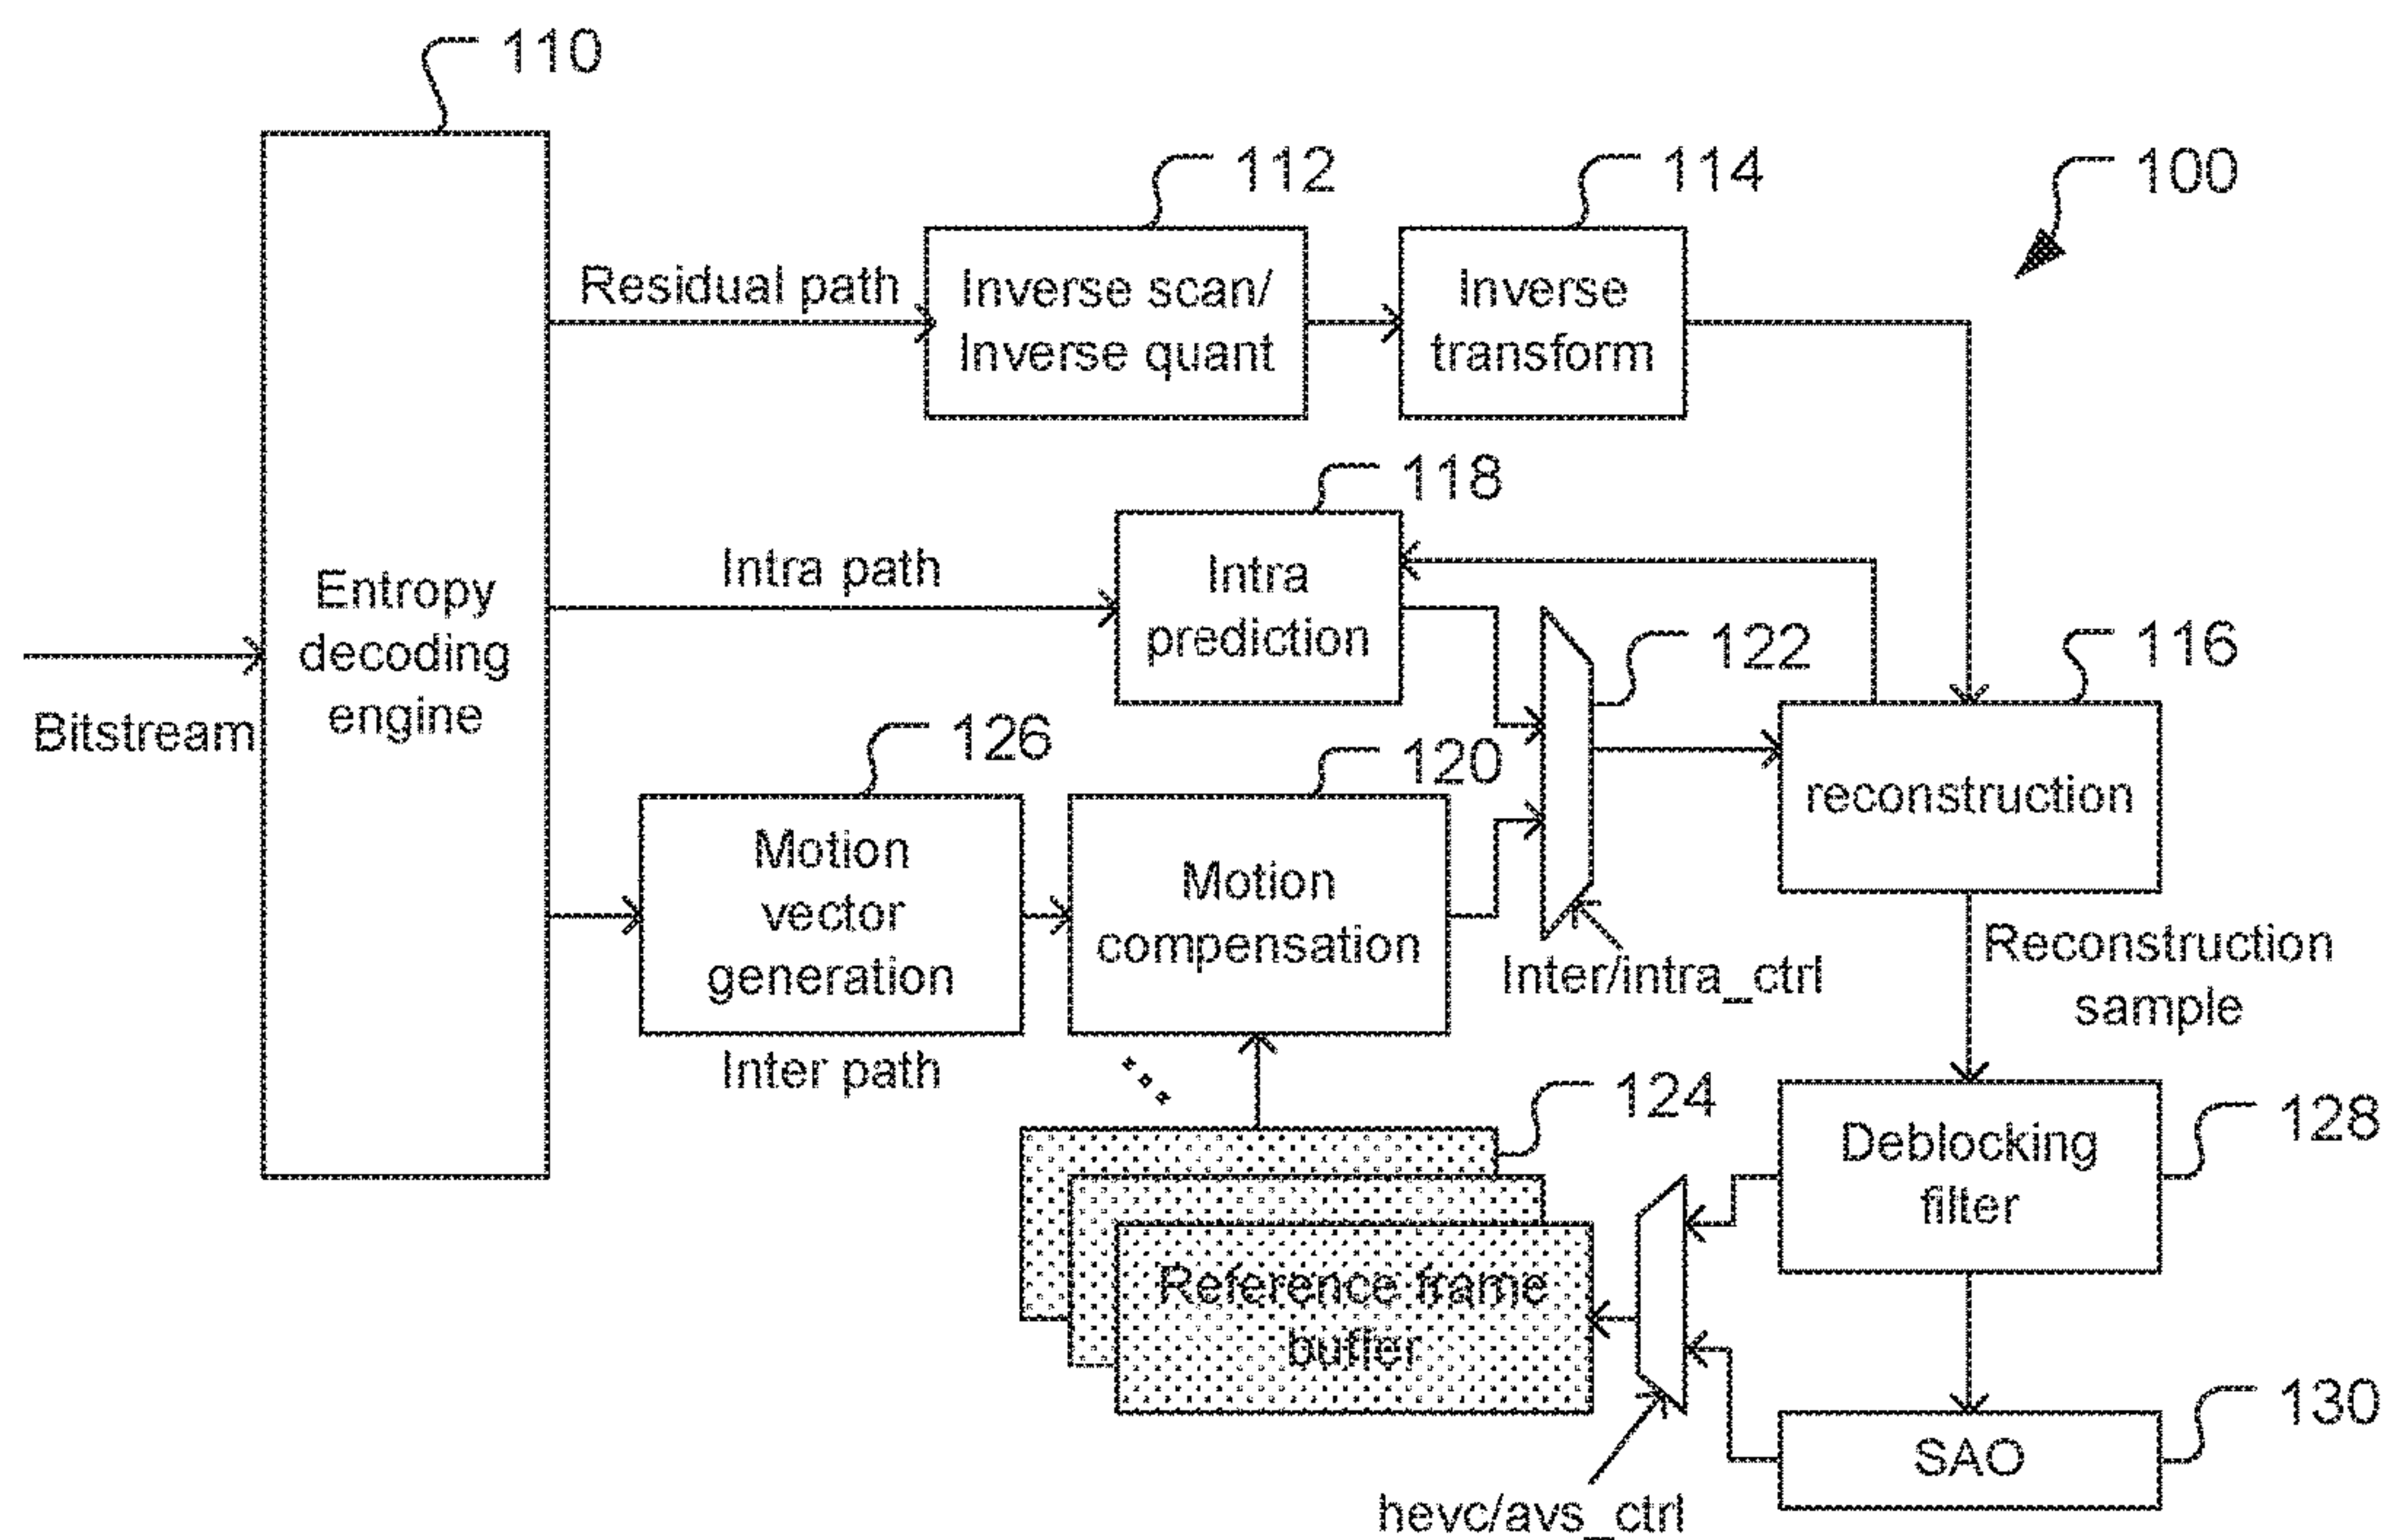 110
112
114
100
Residual path
Inverse scan/
Inverse quant
Inverse
transform
118
Intra path
Intra
prediction
Entropy
decoding
engine
Bitstream
122
116
126
120
reconstruction
Motion
vector
generation
Motion
compensation
Inter/intra_ctrl
Reconstruction
sample
Inter path
124
128
Deblocking
filter
Reference frame
buffer
130
SAO
hevc/avs_ctrl